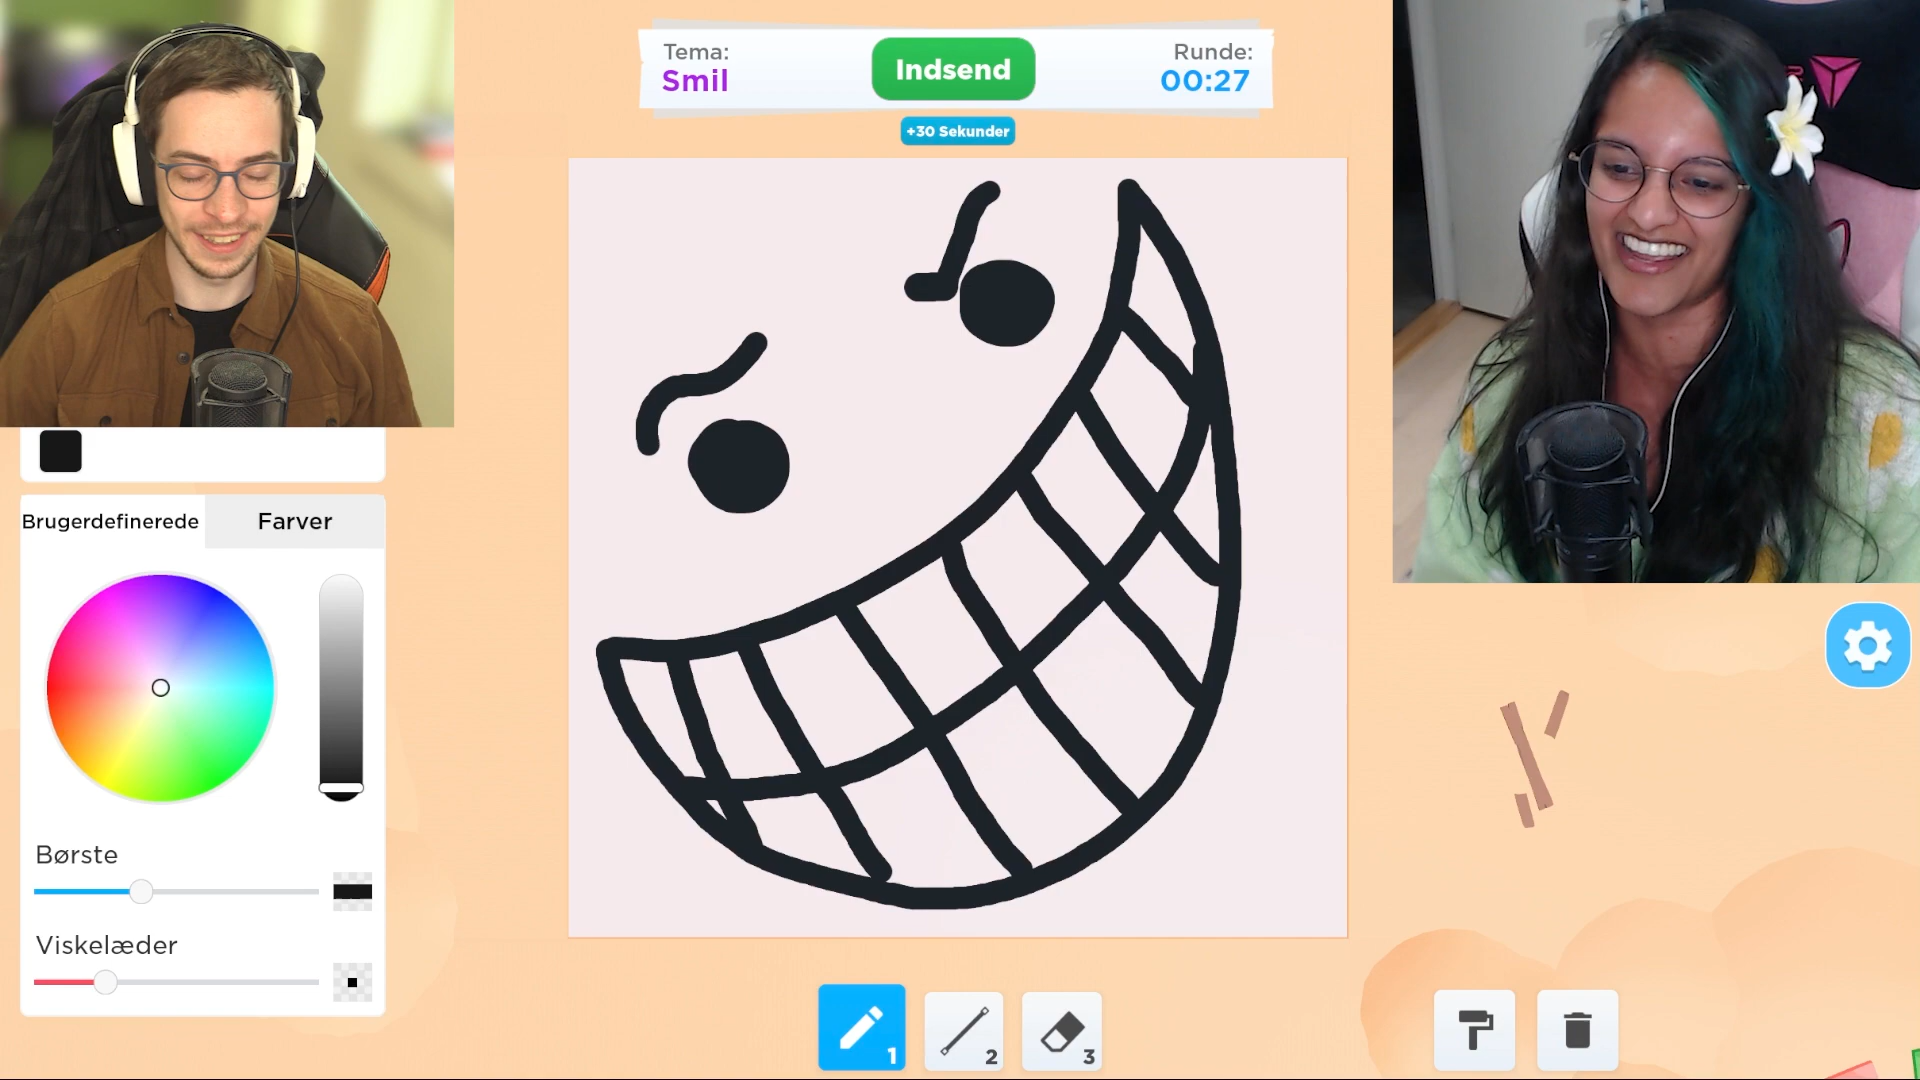 Tema:
Smil
Indsend
Runde:
00:27
+30 Sekunder
Brugerdefinerede
Farver
Børste
Viskelæder
1
2
3